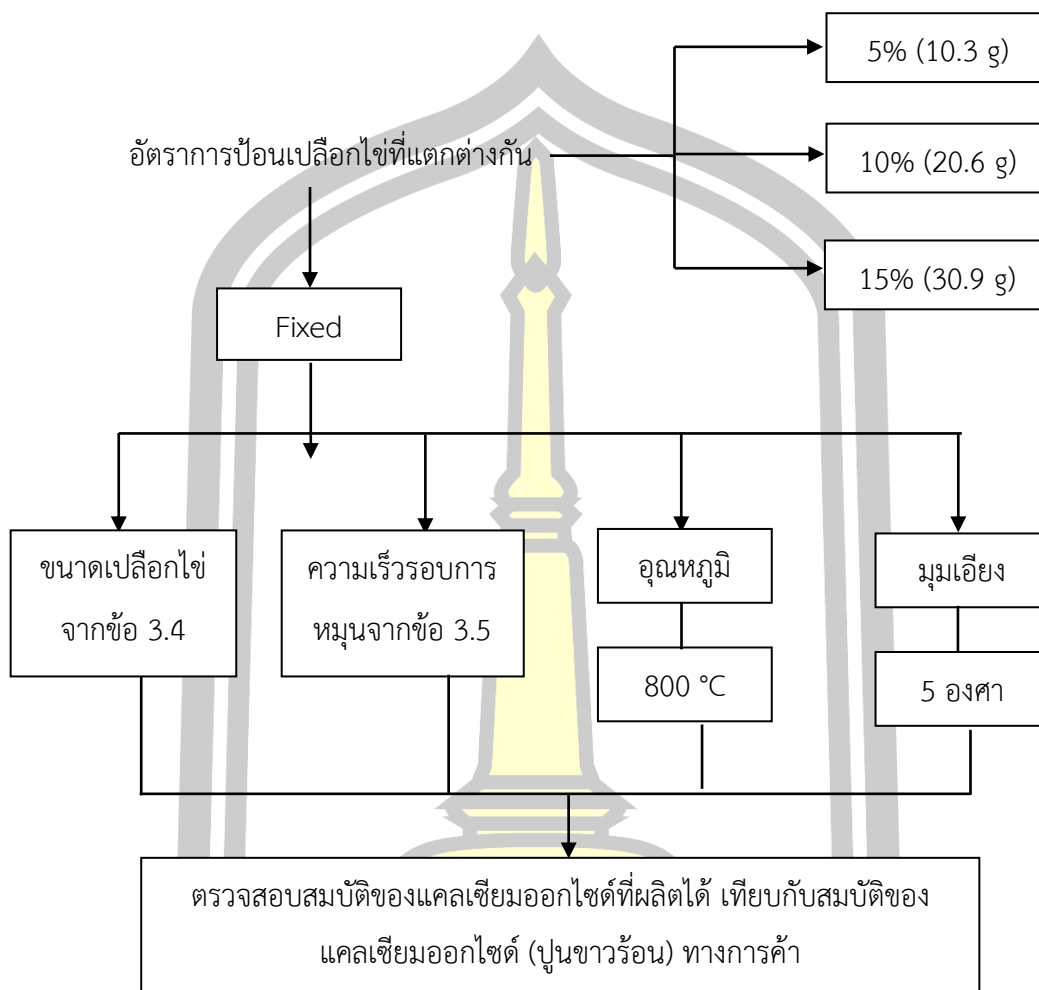 5% (10.3 g)
อัตราการป้อนเปลือกไข่ที่แตกต่างกัน
10% (20.6 g)
15% (30.9 g)
Fixed
ขนาดเปลือกไข่
จากข้อ 3.4
ความเร็วรอบการ
หมุนจากข้อ 3.5
อุณหภูมิ
มุมเอียง
800 °C
5 องศา
ตรวจสอบสมบัติของแคลเซียมออกไซด์ที่ผลิตได้ เทียบกับสมบัติของ
แคลเซียมออกไซด์ (ปูนขาวร้อน) ทางการค้า